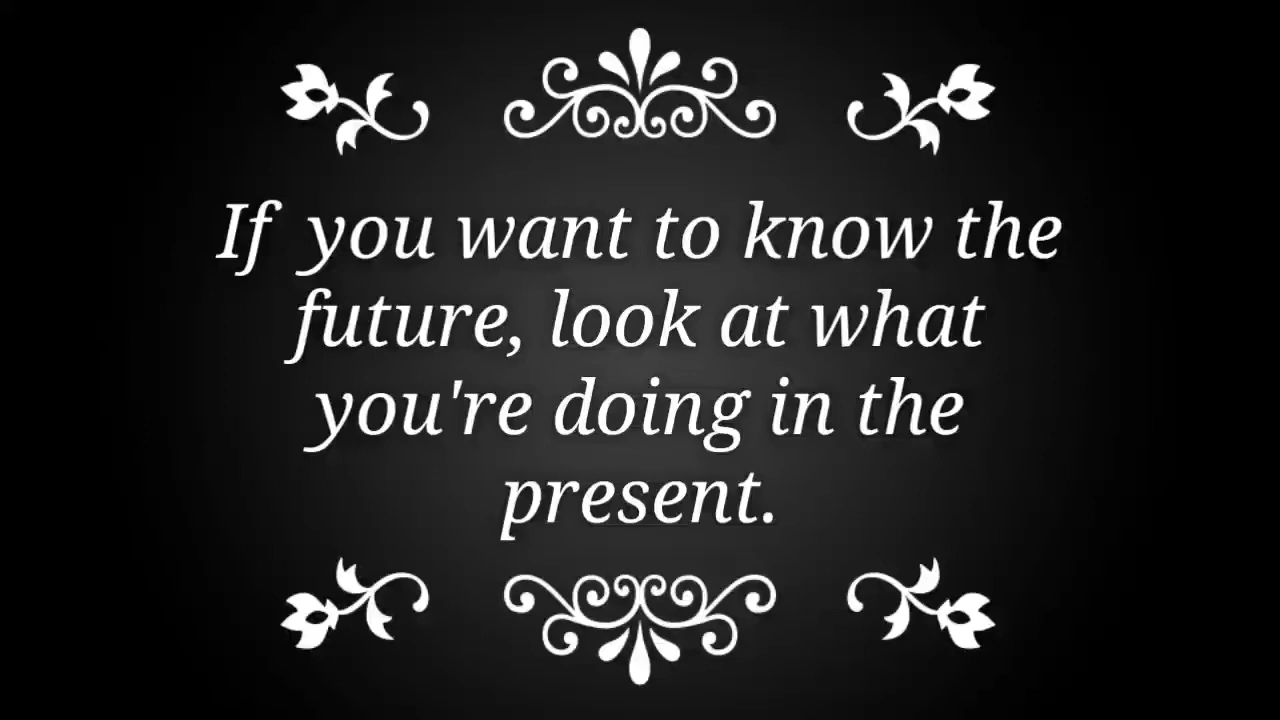 If you want to know the
future, look at what
you're doing in the
present.